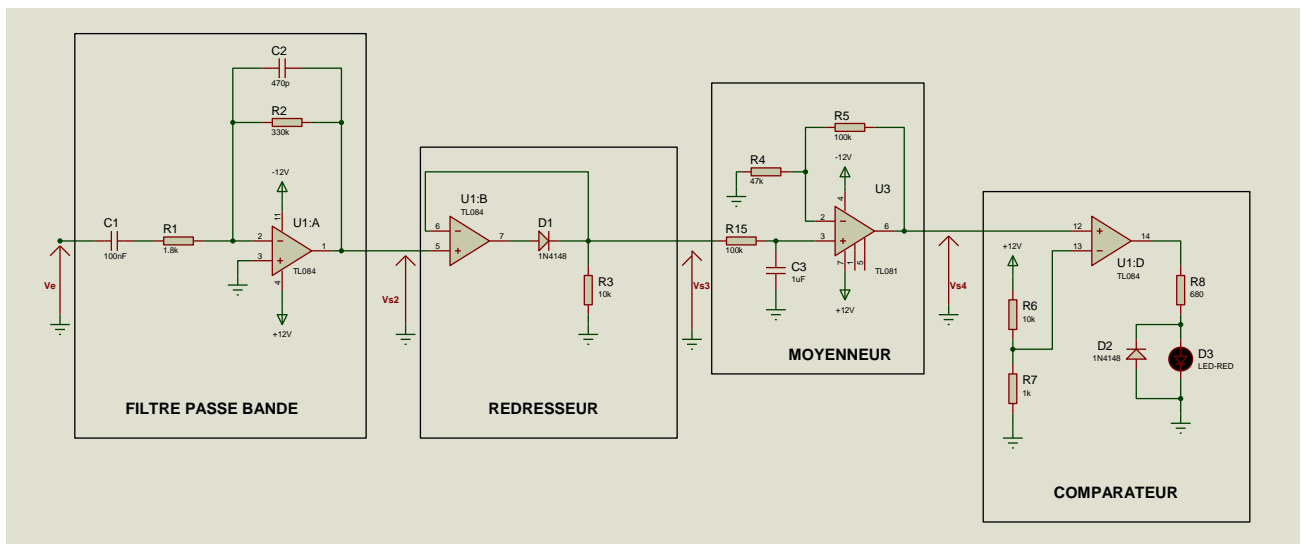 C2
470p
R2
330k
-12V
11
U1:A
TL084
C1
100nF
R1
1.8k
2
3
1
4
+12V
Ve
FILTRE PASSE BANDE
Vs2
U1:B
TL084
6
5
7
D1
1N4148
R3
10k
REDRESSEUR
Vs3
R5
100k
R4
47k
-12V
U3
4
2
3
6
7
1
5
TL081
R15
100k
C3
1uF
+12V
MOYENNEUR
Vs4
+12V
R6
10k
R7
1k
12
13
14
U1:D
TL084
R8
680
D2
1N4148
D3
LED-RED
COMPARATEUR